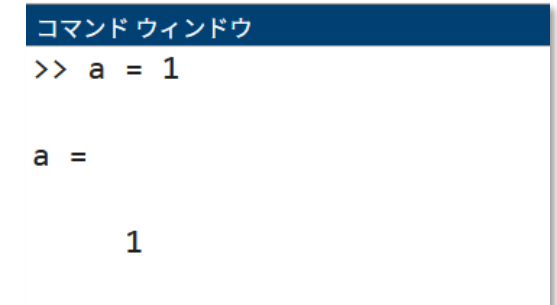 コマンド ウィンドウ
>> a = 1
a =
1